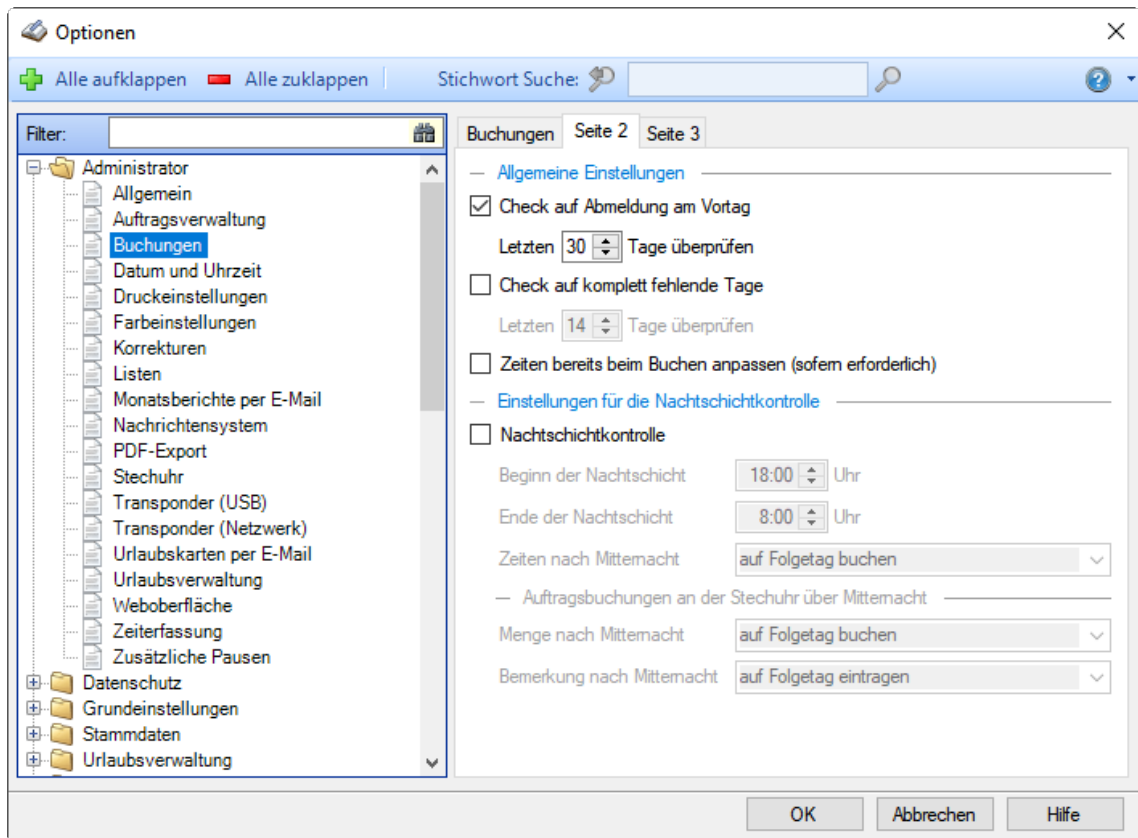 Optionen
Alle aufklappen Alle zuklappen Stichwort Suche:
Filter:
Administrator
Allgemein
Auftragsverwaltung
Buchungen
Datum und Uhrzeit
Druckeinstellungen
Farbeinstellungen
Korrekturen
Listen
Monatsberichte per E-Mail
Nachrichtensystem
PDF-Export
Stechuhr
Transponder (USB)
Transponder (Netzwerk)
Urlaubskarten per E-Mail
Urlaubsverwaltung
Weboberfläche
Zeiterfassung
Zusätzliche Pausen
Datenschutz
Grundeinstellungen
Stammdaten
Urlaubsverwaltung
Buchungen Seite 2 Seite 3
Allgemeine Einstellungen
Check auf Abmeldung am Vortag
Letzten 30 Tage überprüfen
Check auf komplett fehlende Tage
Letzten 14 Tage überprüfen
Zeiten bereits beim Buchen anpassen (sofern erforderlich)
Einstellungen für die Nachtschichtkontrolle
Nachtschichtkontrolle
Beginn der Nachtschicht 18:00 Uhr
Ende der Nachtschicht 8:00 Uhr
Zeiten nach Mitternacht auf Folgetag buchen
Auftragsbuchungen an der Stechuhr über Mitternacht
Menge nach Mitternacht auf Folgetag buchen
Bemerkung nach Mitternacht auf Folgetag eintragen
OK Abbrechen Hilfe